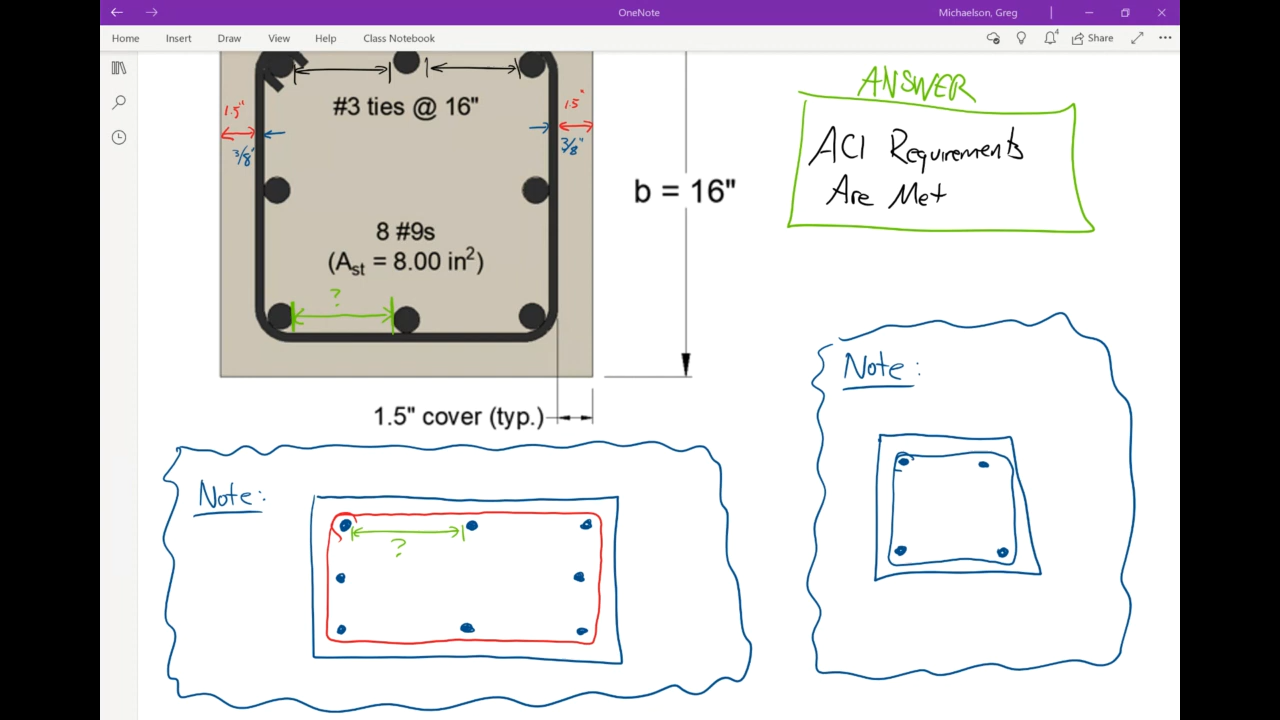 OneNote
Michaelson, Greg
Home Insert Draw View Help Class Notebook
4
Share
#3 ties @ 16"
1.5"
1.5"
3/8"
3/8"
8 #9s
(Ast = 8.00 in²)
?
b = 16"
1.5" cover (typ.)
ANSWER
ACI Requirements
Are Met
Note:
?
Note: